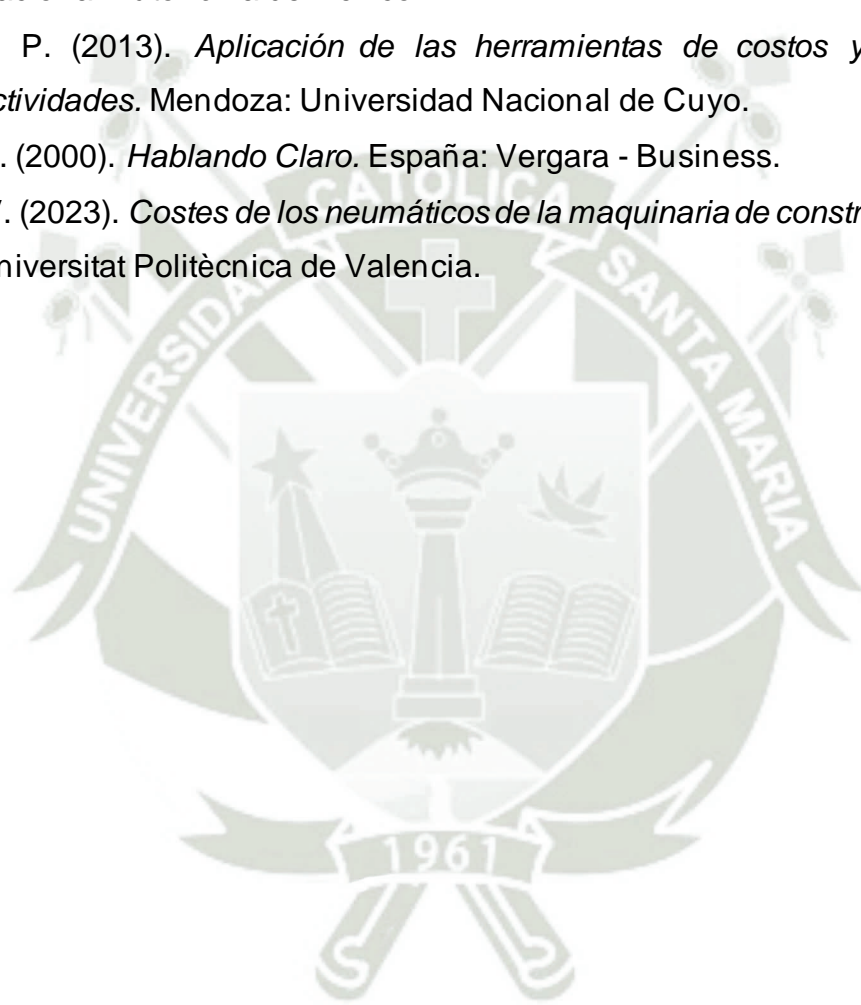 P. (2013). Aplicación de las herramientas de costos y
ctividades. Mendoza: Universidad Nacional de Cuyo.
. (2000). Hablando Claro. España: Vergara - Business.
. (2023). Costes de los neumáticos de la maquinaria de constr
niversitat Politècnica de Valencia.
UNIVERSIDAD CATOLICA SANTA MARIA
1961